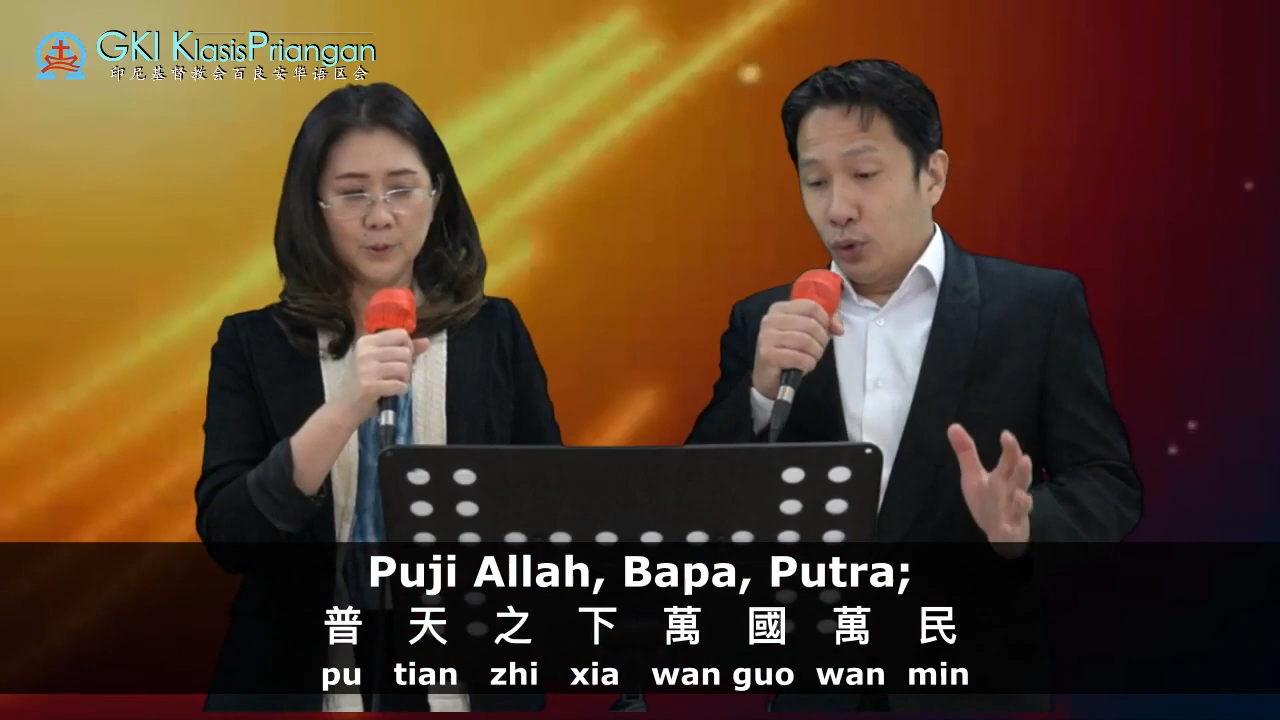 GKI KlasisPriangan
印尼基督教会百良安华语区会
Puji Allah, Bapa, Putra;
普 天 之 下 萬 國 萬 民
pu tian zhi xia wan guo wan min